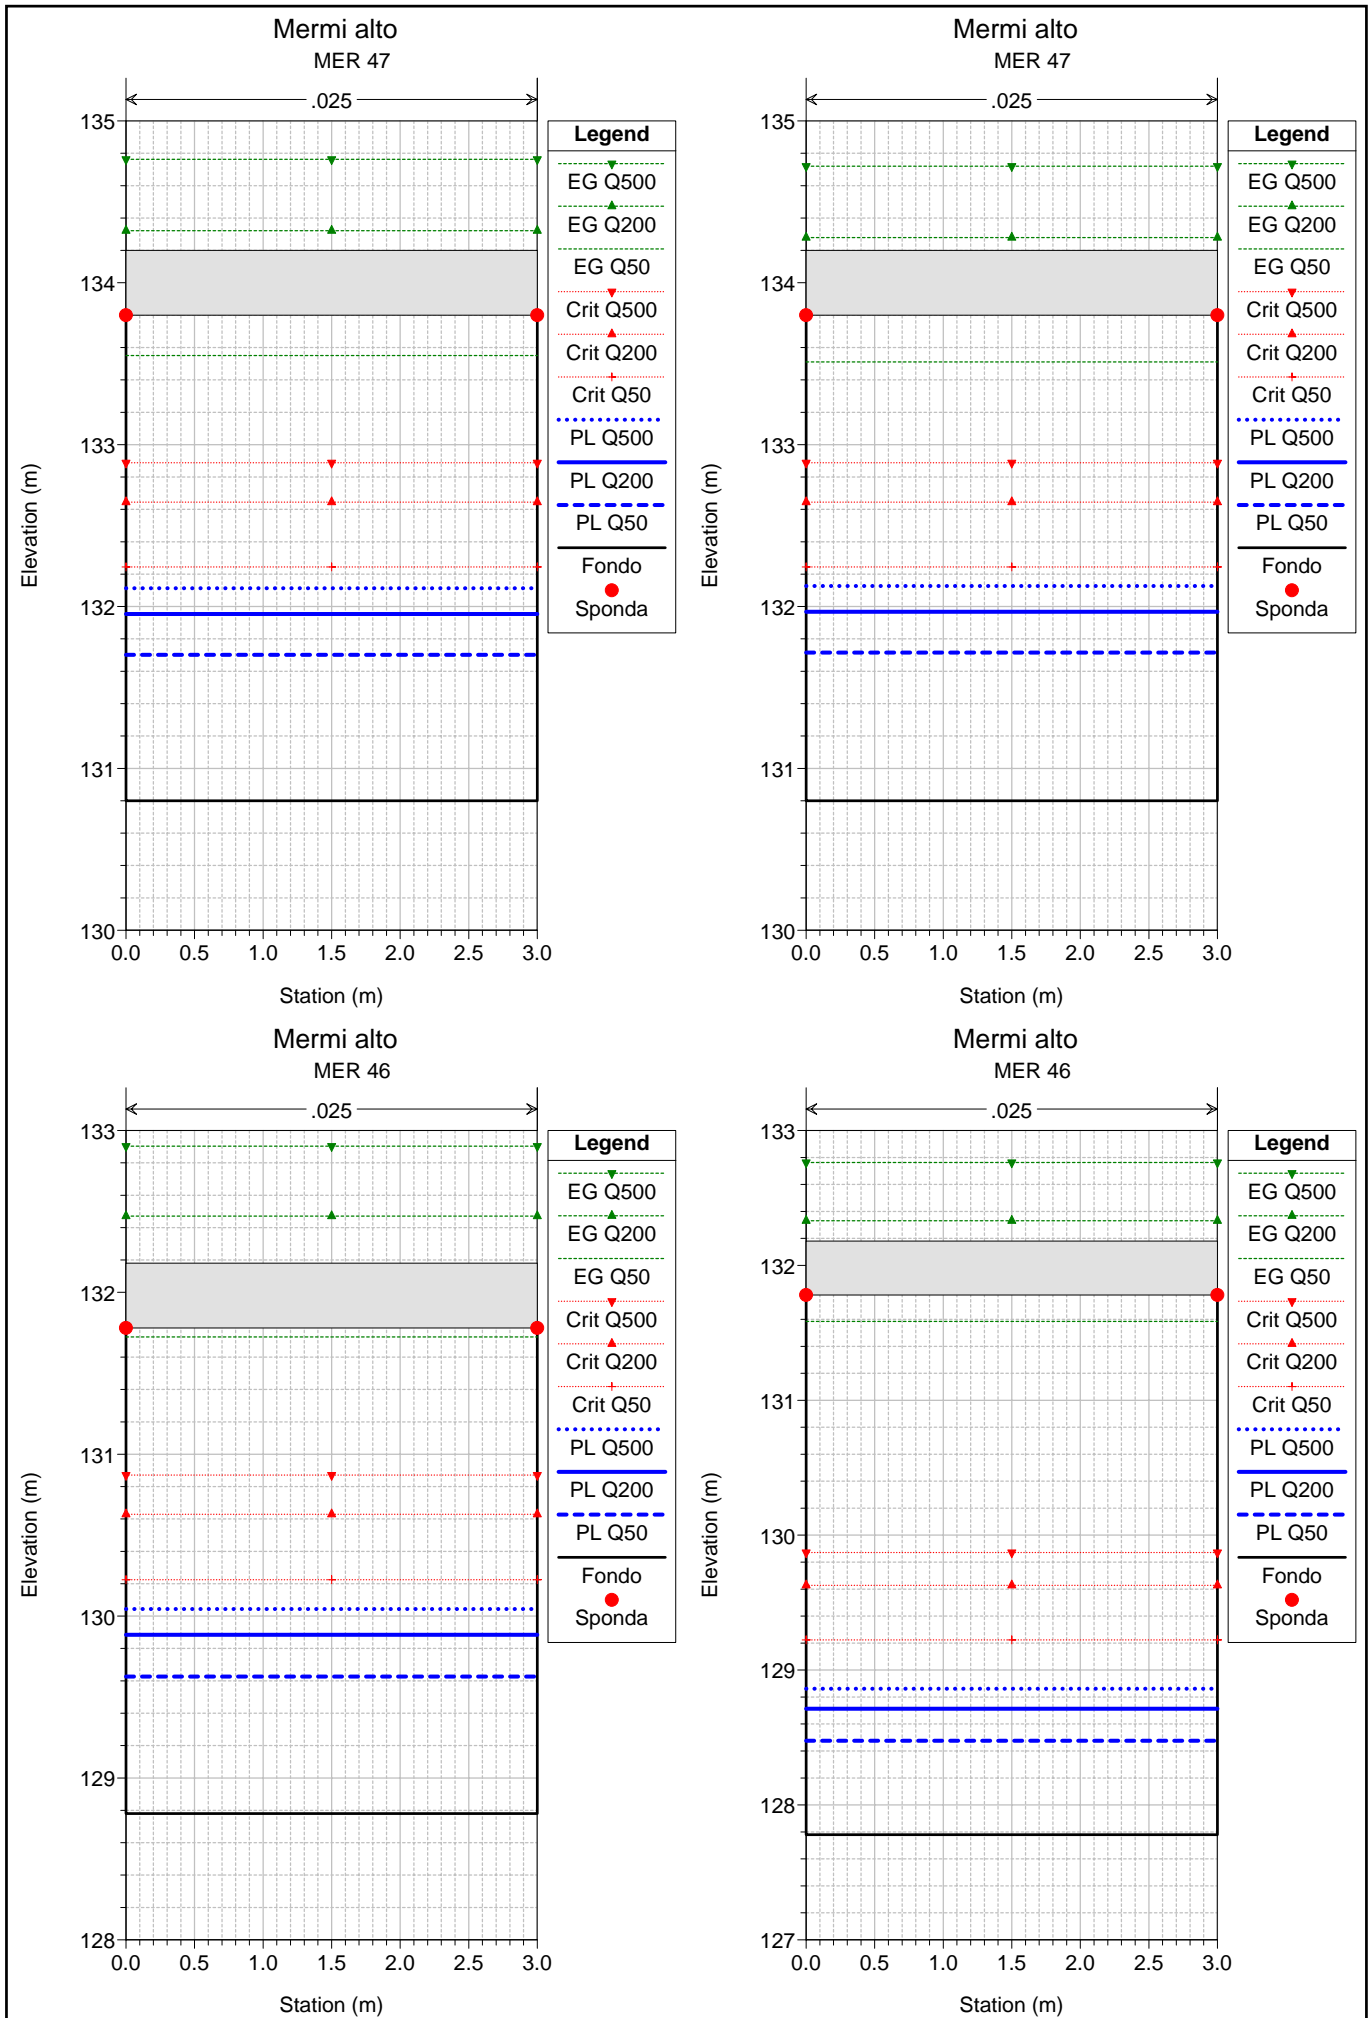 Mermi alto
MER 47
.025
135
134
133
132
131
130
Elevation (m)
0.0 0.5 1.0 1.5 2.0 2.5 3.0
Station (m)
Legend
EG Q500
EG Q200
EG Q50
Crit Q500
Crit Q200
Crit Q50
PL Q500
PL Q200
PL Q50
Fondo
Sponda
Mermi alto
MER 47
.025
135
134
133
132
131
130
Elevation (m)
0.0 0.5 1.0 1.5 2.0 2.5 3.0
Station (m)
Legend
EG Q500
EG Q200
EG Q50
Crit Q500
Crit Q200
Crit Q50
PL Q500
PL Q200
PL Q50
Fondo
Sponda
Mermi alto
MER 46
.025
133
132
131
130
129
128
Elevation (m)
0.0 0.5 1.0 1.5 2.0 2.5 3.0
Station (m)
Legend
EG Q500
EG Q200
EG Q50
Crit Q500
Crit Q200
Crit Q50
PL Q500
PL Q200
PL Q50
Fondo
Sponda
Mermi alto
MER 46
.025
133
132
131
130
129
128
127
Elevation (m)
0.0 0.5 1.0 1.5 2.0 2.5 3.0
Station (m)
Legend
EG Q500
EG Q200
EG Q50
Crit Q500
Crit Q200
Crit Q50
PL Q500
PL Q200
PL Q50
Fondo
Sponda